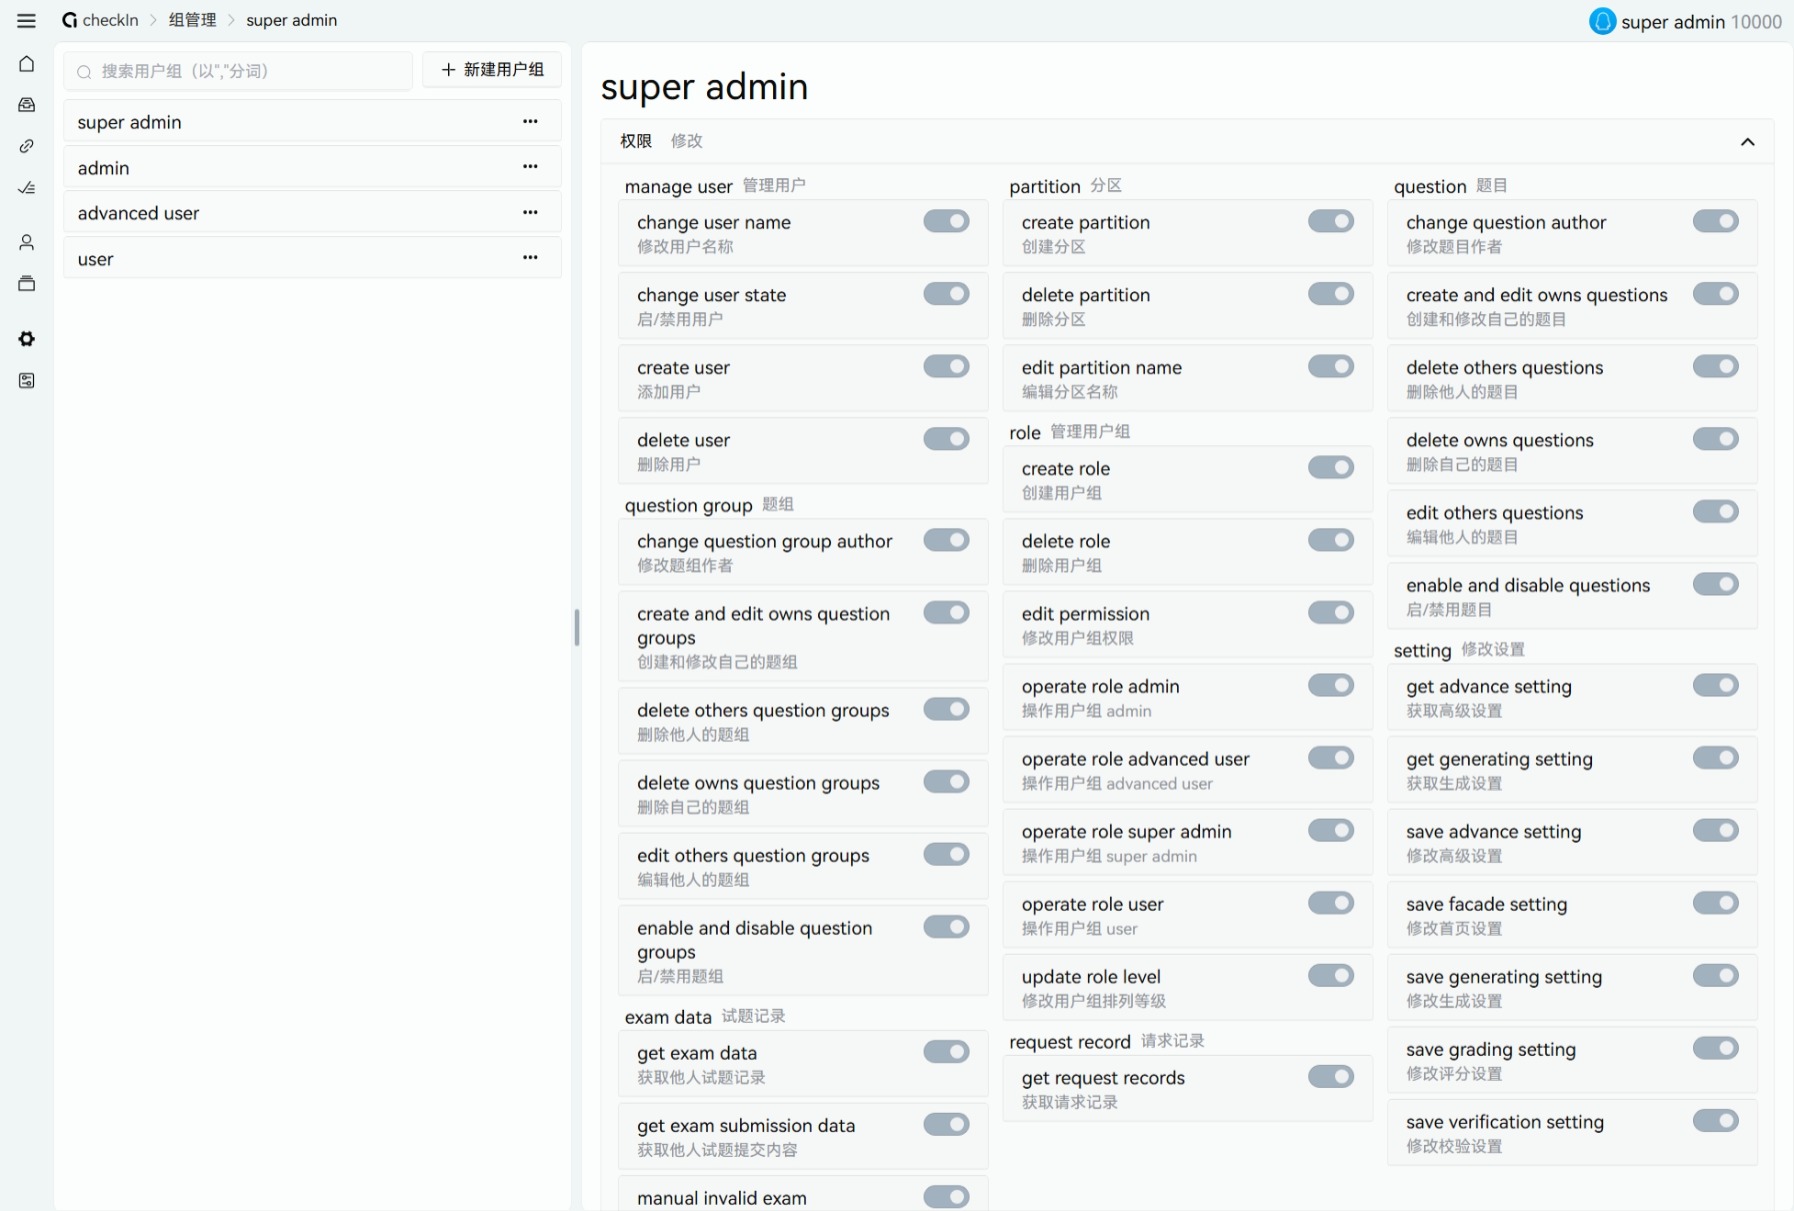 checkIn
组管理
super admin
super admin 10000
搜索用户组（以","分词）
新建用户组
super admin
admin
advanced user
user
super admin
权限 修改
manage user 管理用户
change user name
修改用户名称
change user state
启/禁用用户
create user
添加用户
delete user
删除用户
question group 题组
change question group author
修改题组作者
create and edit owns question
groups
创建和修改自己的题组
delete others question groups
删除他人的题组
delete owns question groups
删除自己的题组
edit others question groups
编辑他人的题组
enable and disable question
groups
启/禁用题组
exam data 试题记录
get exam data
获取他人试题记录
get exam submission data
获取他人试题提交内容
manual invalid exam
partition 分区
create partition
创建分区
delete partition
删除分区
edit partition name
编辑分区名称
role 管理用户组
create role
创建用户组
delete role
删除用户组
edit permission
修改用户组权限
operate role admin
操作用户组 admin
operate role advanced user
操作用户组 advanced user
operate role super admin
操作用户组 super admin
operate role user
操作用户组 user
update role level
修改用户组排列等级
request record 请求记录
get request records
获取请求记录
question 题目
change question author
修改题目作者
create and edit owns questions
创建和修改自己的题目
delete others questions
删除他人的题目
delete owns questions
删除自己的题目
edit others questions
编辑他人的题目
enable and disable questions
启/禁用题目
setting 修改设置
get advance setting
获取高级设置
get generating setting
获取生成设置
save advance setting
修改高级设置
save facade setting
修改首页设置
save generating setting
修改生成设置
save grading setting
修改评分设置
save verification setting
修改校验设置